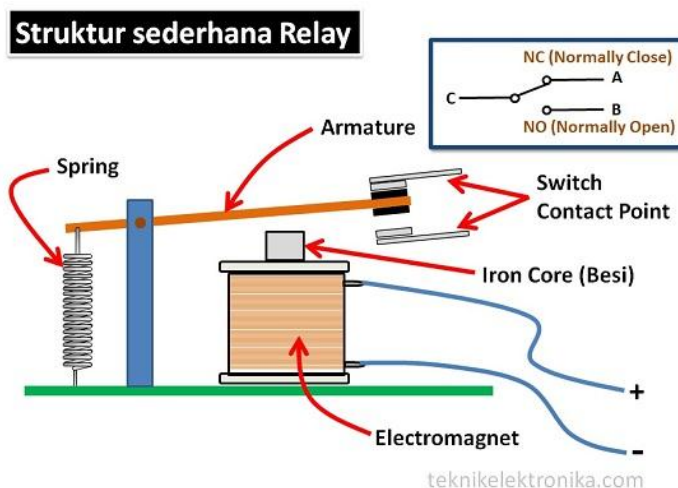 Struktur sederhana Relay
NC (Normally Close)
A
C
B
NO (Normally Open)
Armature
Spring
Switch
Contact Point
Iron Core (Besi)
+
Electromagnet
-
teknikelektronika.com